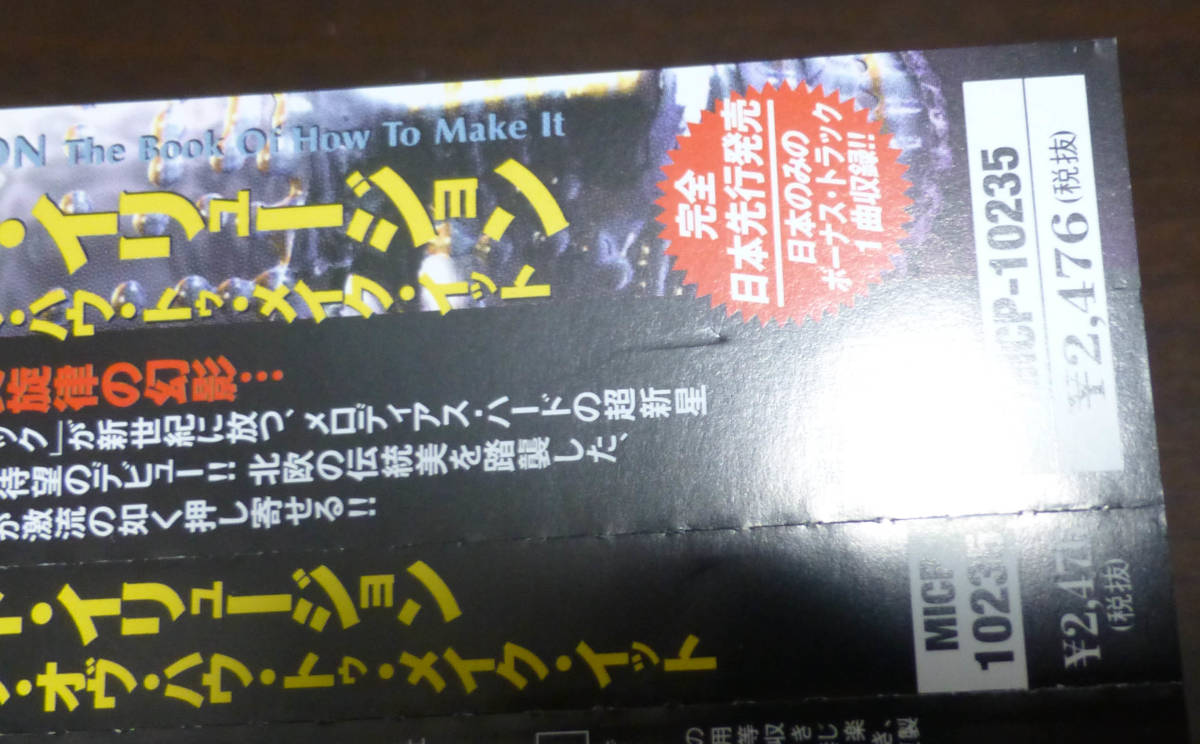 ON The Book Of How To Make It
・イリュージョン
・ハウ・トゥ・メイク・イット
完全
日本先行発売
日本のみの
ボーナス・トラック
1曲収録!!
MICP-10235
¥2,476(税抜)
旋律の幻影…
ック」が新世紀に放つ、メロディアス・ハードの超新星
待望のデビュー!! 北欧の伝統美を踏襲した、
が激流の如く押し寄せる!!
ト・イリュージョン
・オヴ・ハウ・トゥ・メイク・イット
MICP
10235
¥2,476
(税抜)